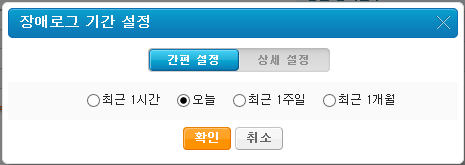 장애로그 기간 설정
간편 설정 상세 설정
최근 1시간 오늘 최근 1주일 최근 1개월
확인 취소